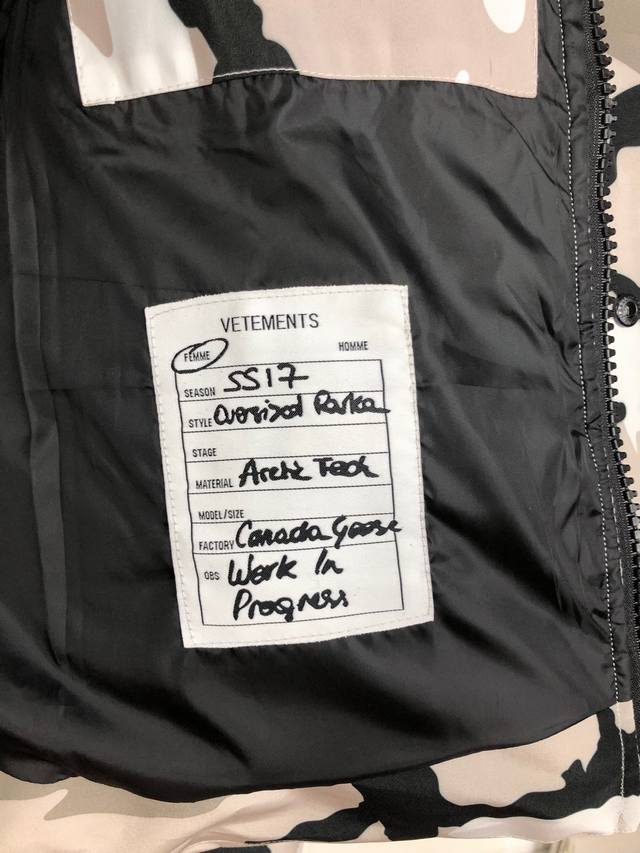 VETEMENTS
FEMME HOMME
SEASON SS17
STYLE Oversized Parka
STAGE
MATERIAL Arctic Tech
MODEL/SIZE
FACTORY Canada Goose
OBS Work In
Progress